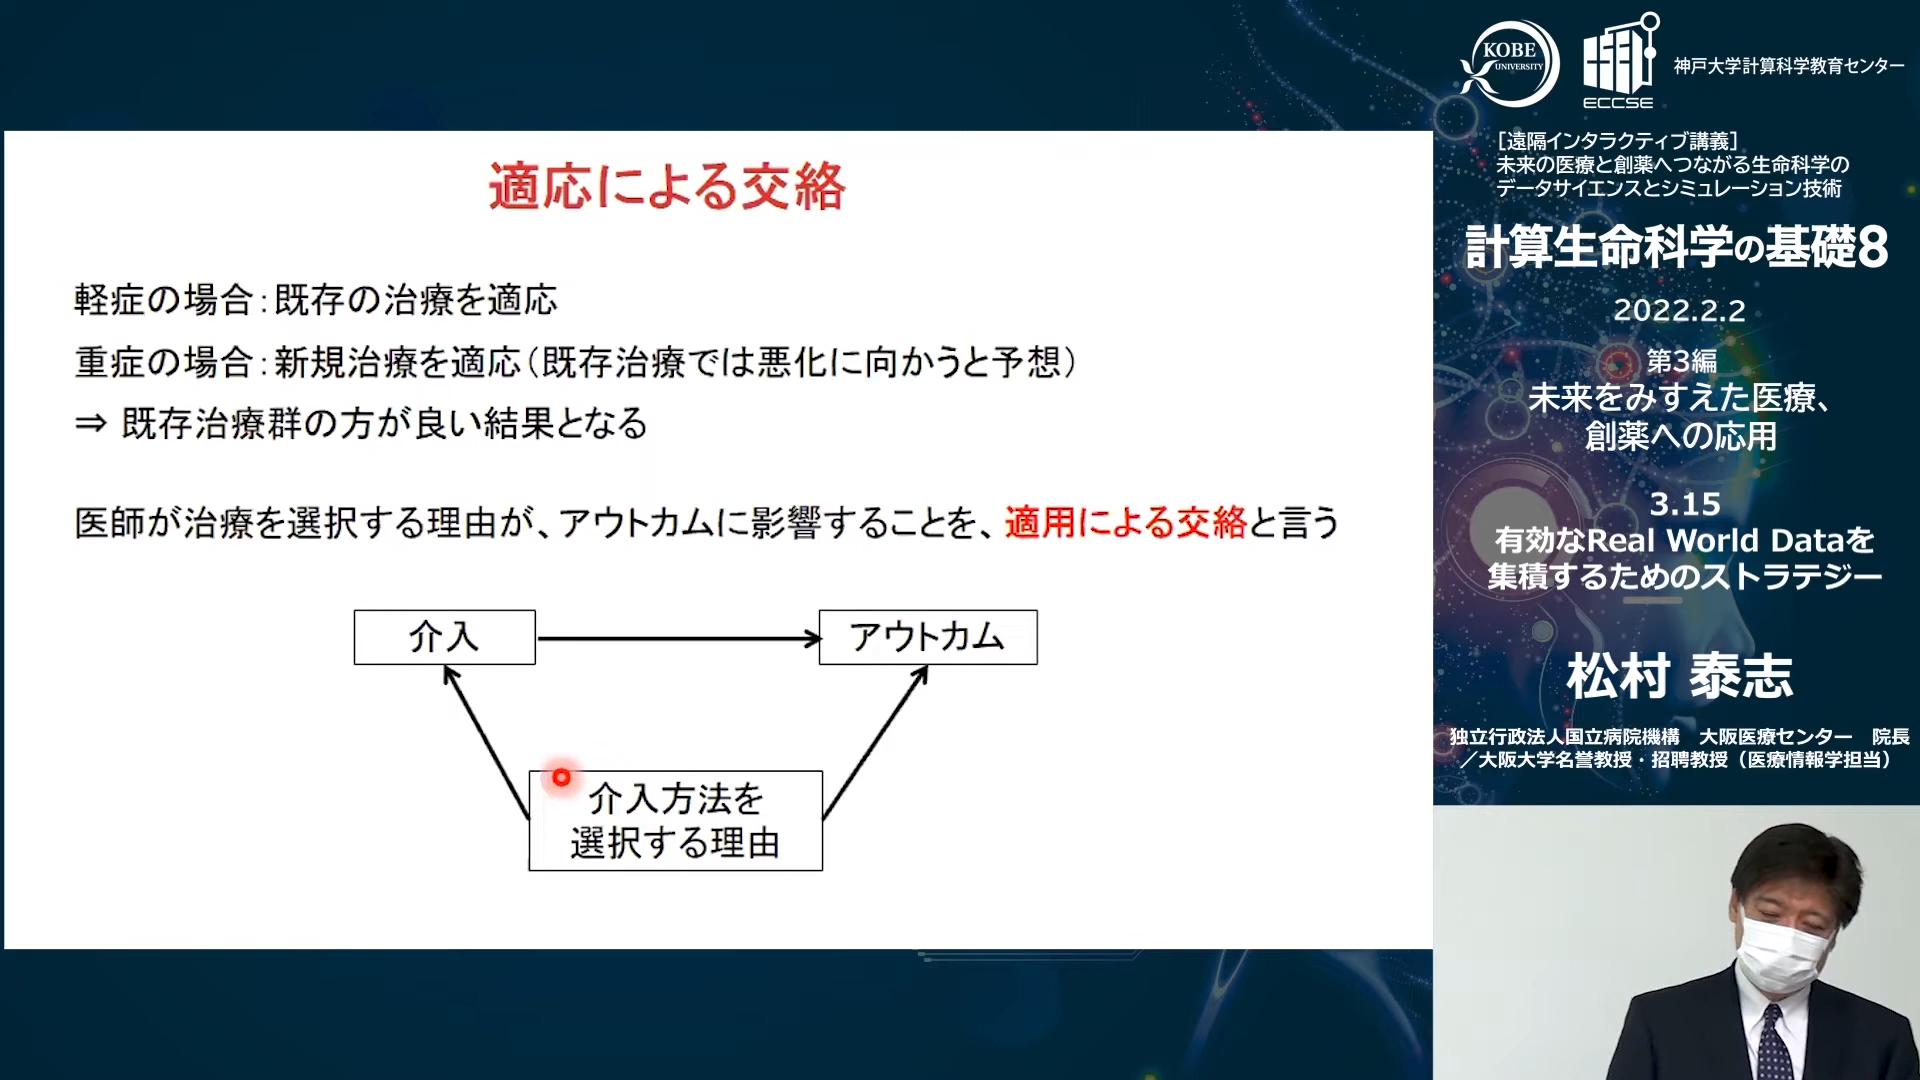 適応による交絡
軽症の場合：既存の治療を適応
重症の場合：新規治療を適応（既存治療では悪化に向かうと予想）
⇒ 既存治療群の方が良い結果となる
医師が治療を選択する理由が、アウトカムに影響することを、適用による交絡と言う
介入
アウトカム
介入方法を
選択する理由
KOBE
UNIVERSITY
ECCSE
神戸大学計算科学教育センター
［遠隔インタラクティブ講義］
未来の医療と創薬へつながる生命科学の
データサイエンスとシミュレーション技術
計算生命科学の基礎8
2022.2.2
第3編
未来をみすえた医療、
創薬への応用
3.15
有効なReal World Dataを
集積するためのストラテジー
松村 泰志
独立行政法人国立病院機構　大阪医療センター　院長
／大阪大学名誉教授・招聘教授（医療情報学担当）